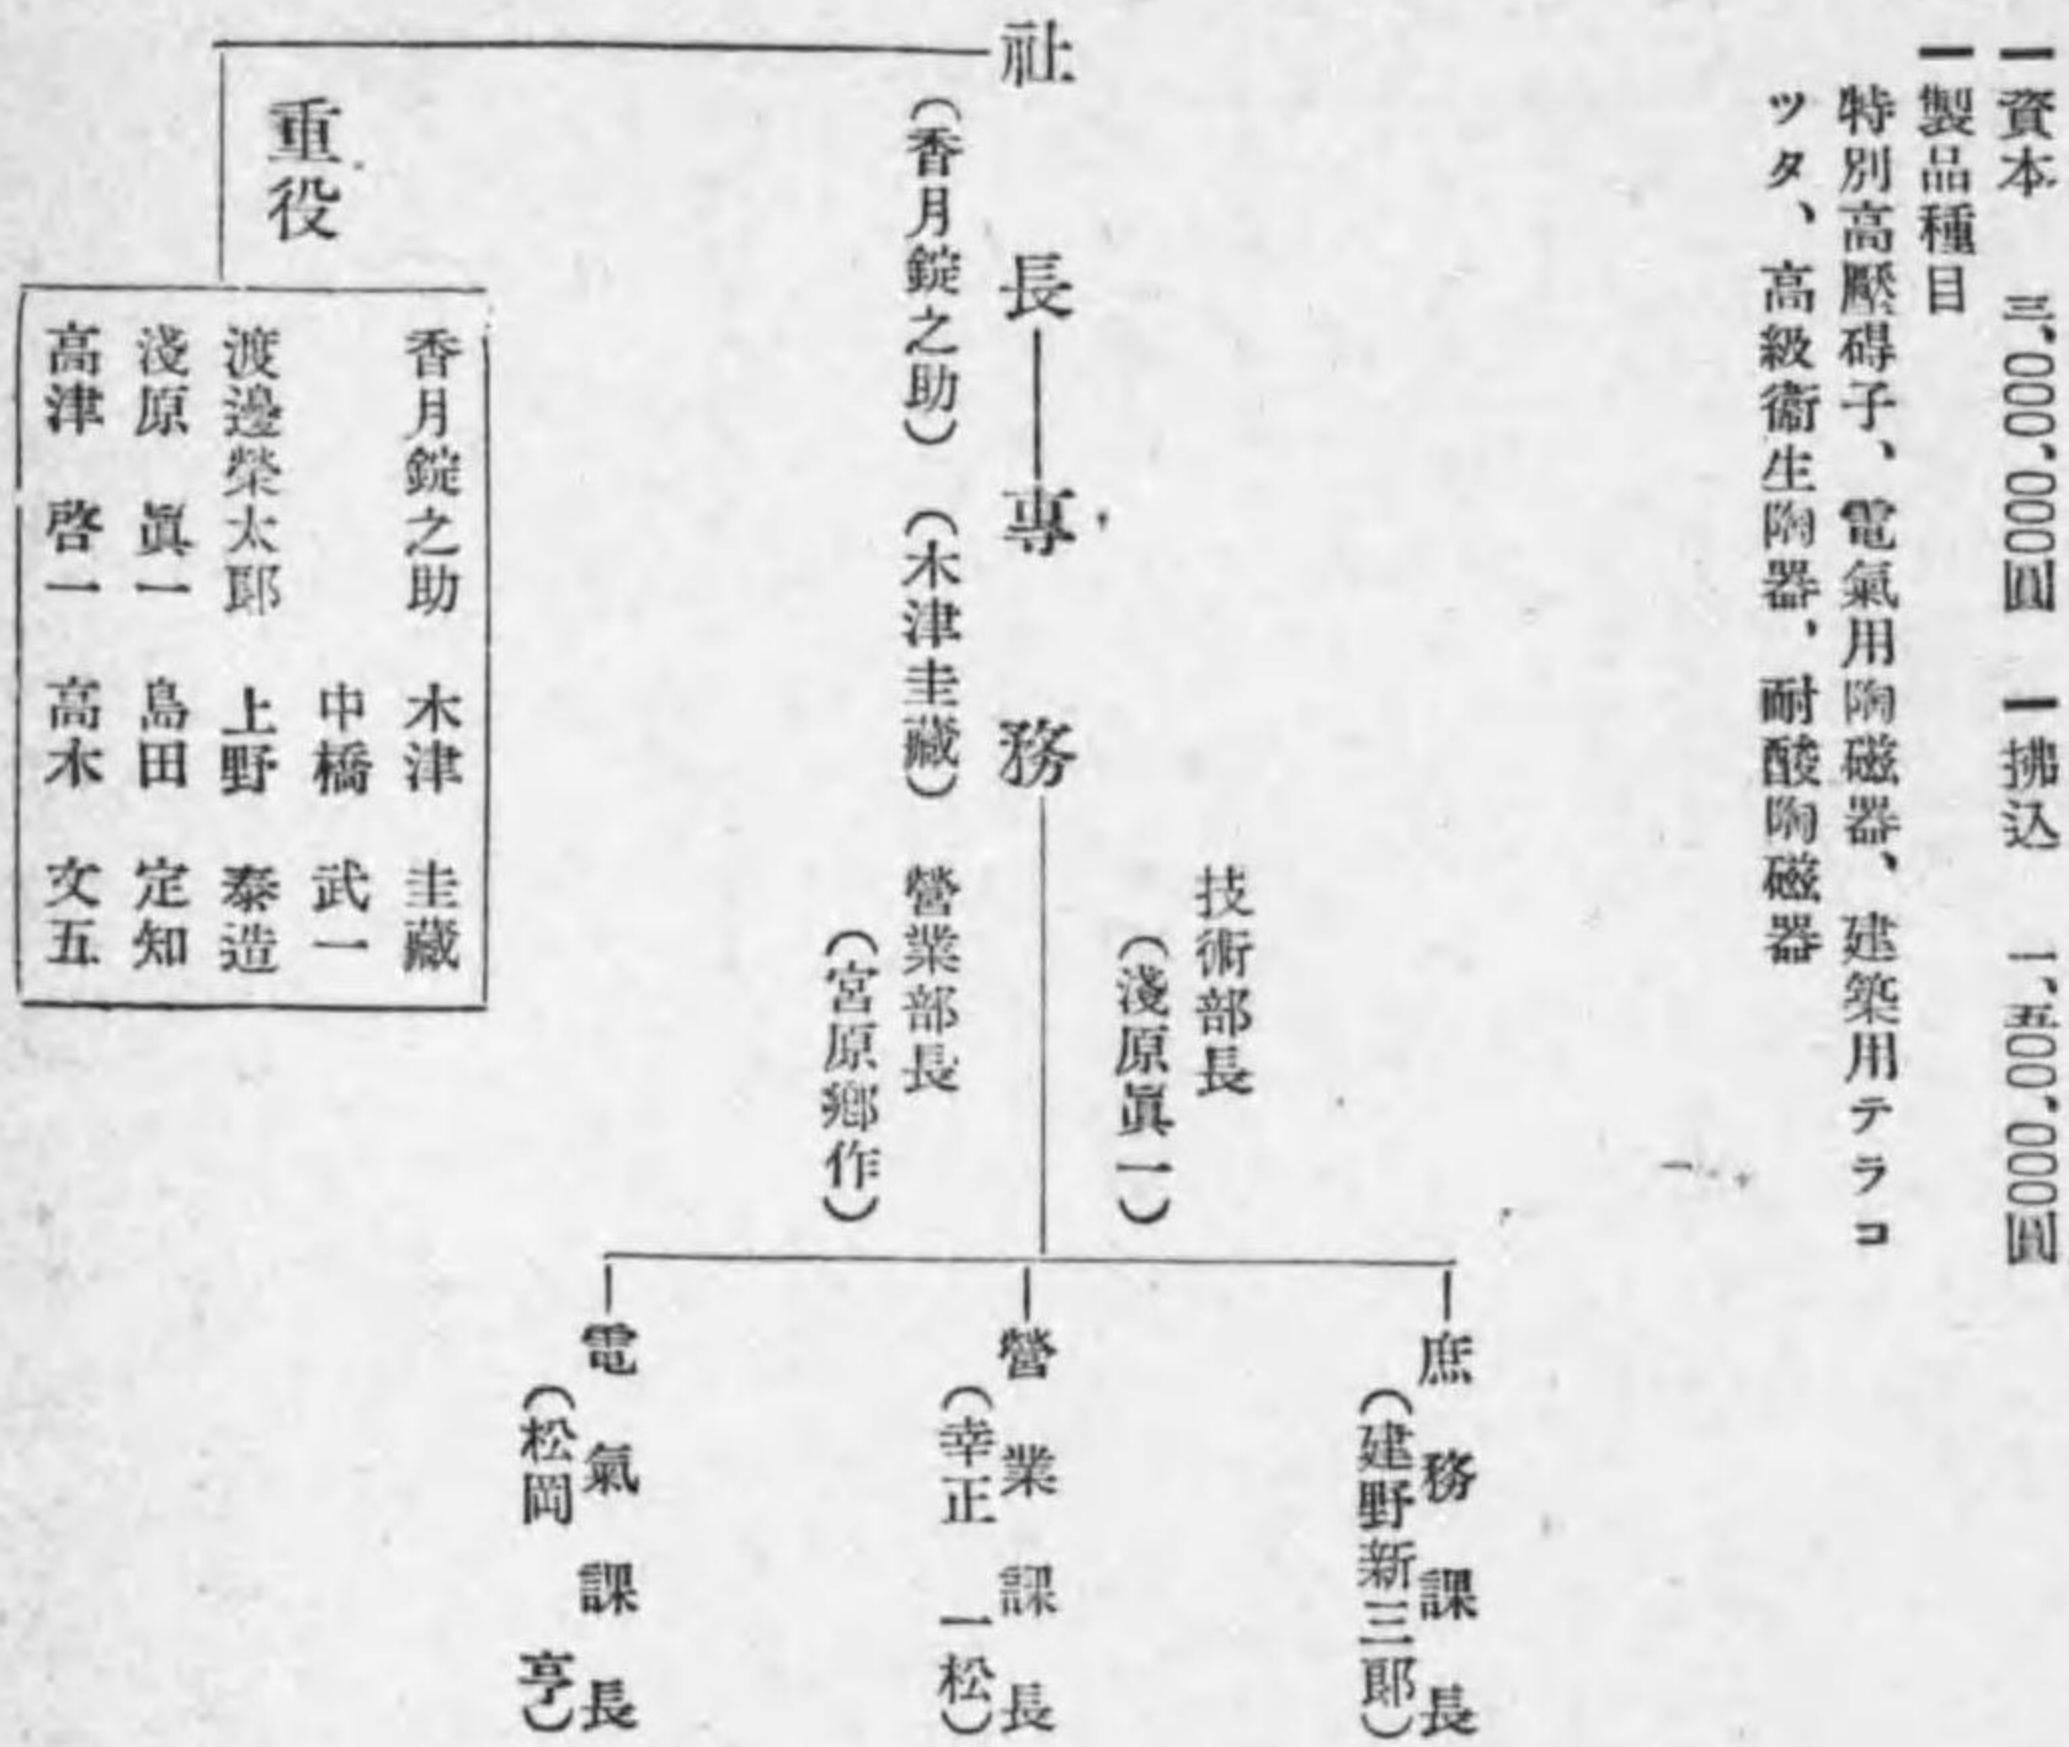 一資本　三、〇〇〇、〇〇〇圓　一拂込　一、五〇〇、〇〇〇圓
一製品種目
特別高壓碍子、電氣用陶磁器、建築用テラコ
ツタ、高級衞生陶器、耐酸陶磁器
社長
（香月錠之助）
專務
（木津圭藏）
技術部長
（淺原眞一）
營業部長
（宮原鄉作）
庶務課長
（建野新三郎）
營業課長
（幸正　一松）
電氣課長
（松岡　亨）
重役
香月錠之助　木津　圭藏
中橋　武一
渡邊榮太郎　上野　泰造
淺原　眞一　島田　定知
高津　啓一　高木　文五